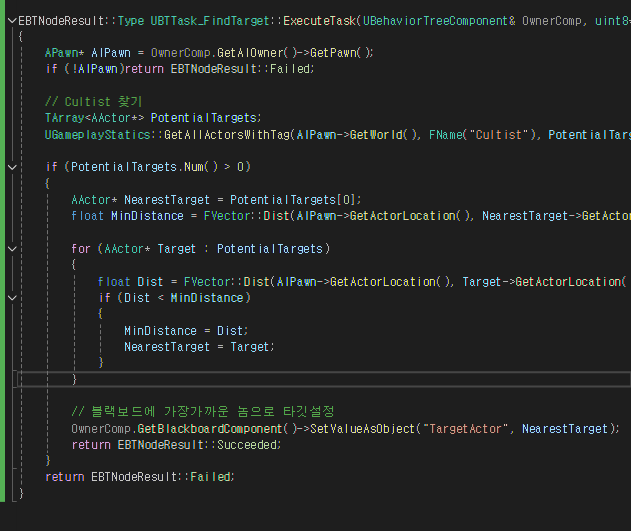 EBTNodeResult::Type UBTTask_FindTarget::ExecuteTask(UBehaviorTreeComponent& OwnerComp, uint8*
{
APawn* AIPawn = OwnerComp.GetAIOwner()->GetPawn();
if (!AIPawn)return EBTNodeResult::Failed;
// Cultist 찾기
TArray<AActor*> PotentialTargets;
UGameplayStatics::GetAllActorsWithTag(AIPawn->GetWorld(), FName("Cultist"), PotentialTar
if (PotentialTargets.Num() > 0)
{
AActor* NearestTarget = PotentialTargets[0];
float MinDistance = FVector::Dist(AIPawn->GetActorLocation(), NearestTarget->GetActor
for (AActor* Target : PotentialTargets)
{
float Dist = FVector::Dist(AIPawn->GetActorLocation(), Target->GetActorLocation(
if (Dist < MinDistance)
{
MinDistance = Dist;
NearestTarget = Target;
}
}
// 블랙보드에 가장가까운 놈으로 타깃설정
OwnerComp.GetBlackboardComponent()->SetValueAsObject("TargetActor", NearestTarget);
return EBTNodeResult::Succeeded;
}
return EBTNodeResult::Failed;
}